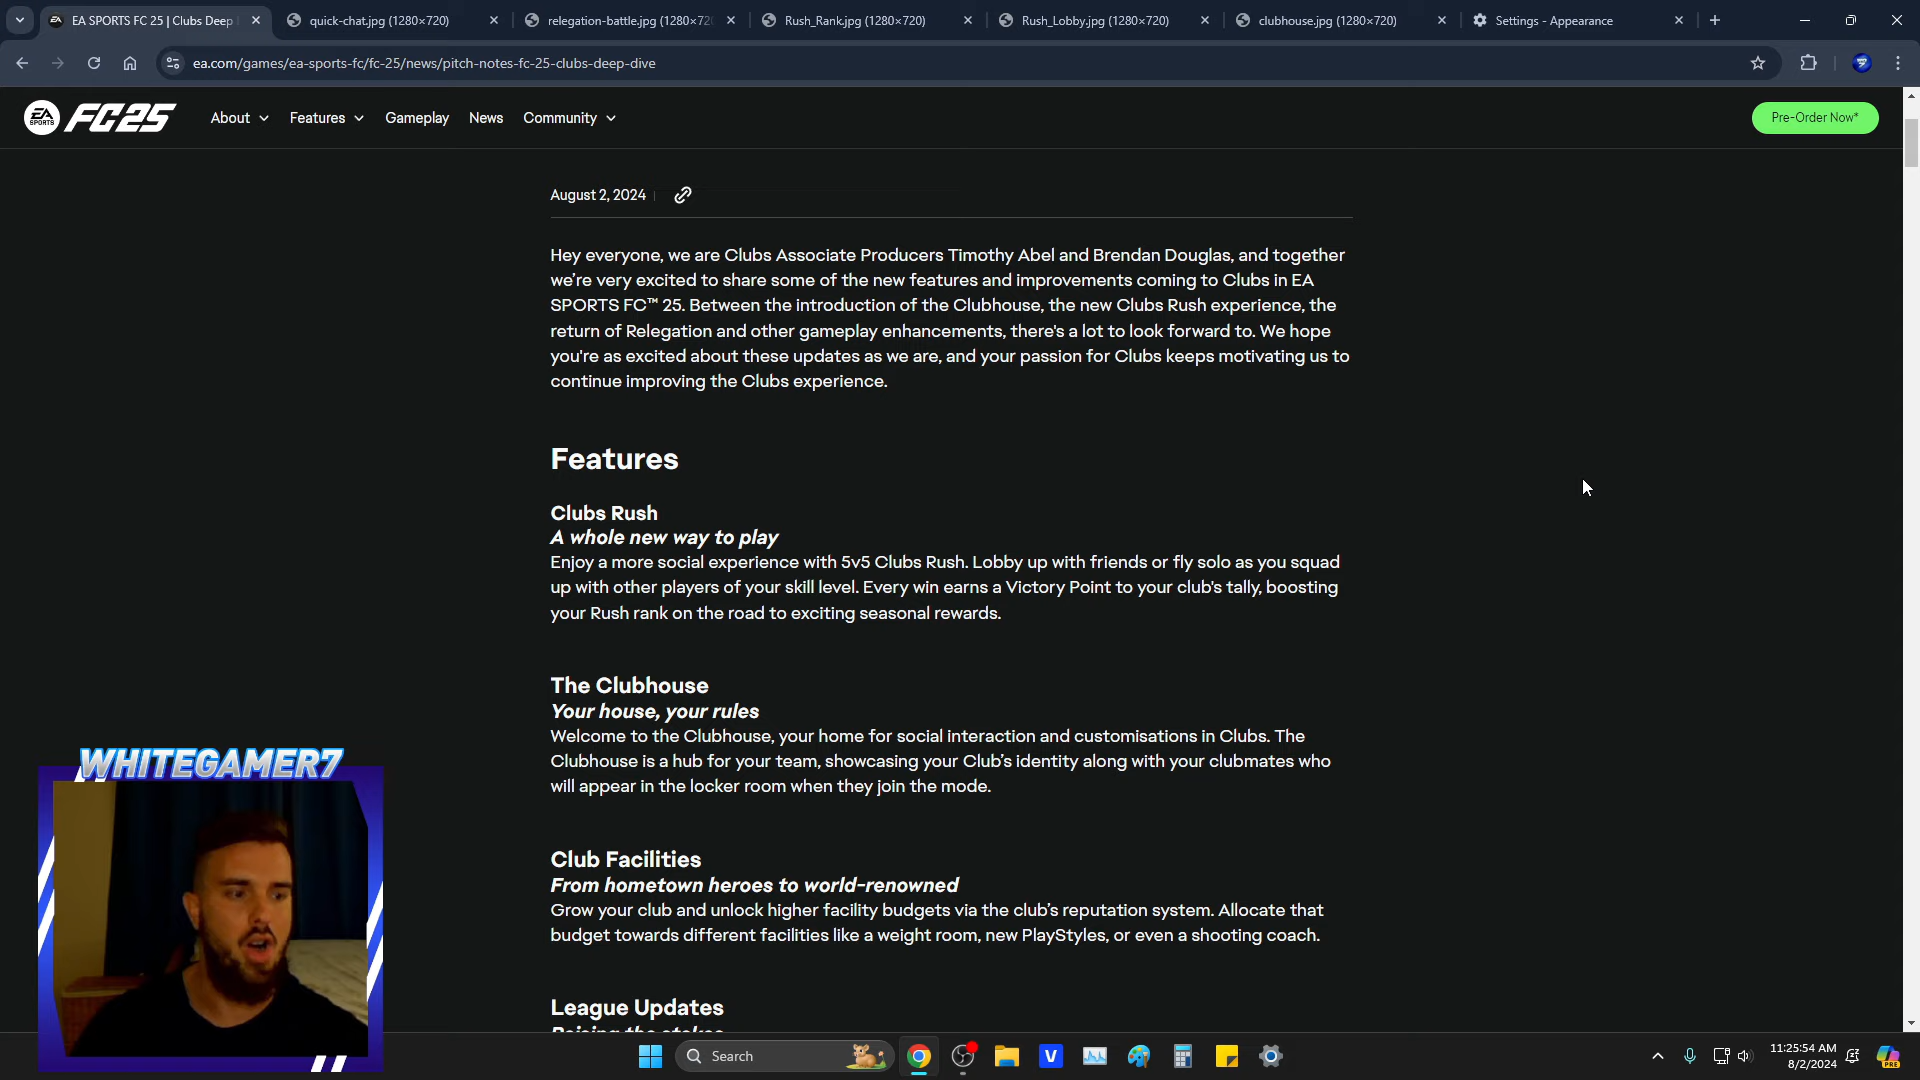 EA SPORTS FC 25 | Clubs Deep
quick-chat.jpg (1280×720)
relegation-battle.jpg (1280×720
Rush_Rank.jpg (1280×720)
Rush_Lobby.jpg (1280×720)
clubhouse.jpg (1280×720)
Settings - Appearance
ea.com/games/ea-sports-fc/fc-25/news/pitch-notes-fc-25-clubs-deep-dive
EA SPORTS FC25
About
Features
Gameplay
News
Community
Pre-Order Now*
August 2, 2024
Hey everyone, we are Clubs Associate Producers Timothy Abel and Brendan Douglas, and together
we're very excited to share some of the new features and improvements coming to Clubs in EA
SPORTS FC™ 25. Between the introduction of the Clubhouse, the new Clubs Rush experience, the
return of Relegation and other gameplay enhancements, there's a lot to look forward to. We hope
you're as excited about these updates as we are, and your passion for Clubs keeps motivating us to
continue improving the Clubs experience.
Features
Clubs Rush
A whole new way to play
Enjoy a more social experience with 5v5 Clubs Rush. Lobby up with friends or fly solo as you squad
up with other players of your skill level. Every win earns a Victory Point to your club's tally, boosting
your Rush rank on the road to exciting seasonal rewards.
The Clubhouse
Your house, your rules
Welcome to the Clubhouse, your home for social interaction and customisations in Clubs. The
Clubhouse is a hub for your team, showcasing your Club's identity along with your clubmates who
will appear in the locker room when they join the mode.
Club Facilities
From hometown heroes to world-renowned
Grow your club and unlock higher facility budgets via the club's reputation system. Allocate that
budget towards different facilities like a weight room, new PlayStyles, or even a shooting coach.
League Updates
Raising the stakes
WHITEGAMER7
Search
V
11:25:54 AM
8/2/2024
PRE